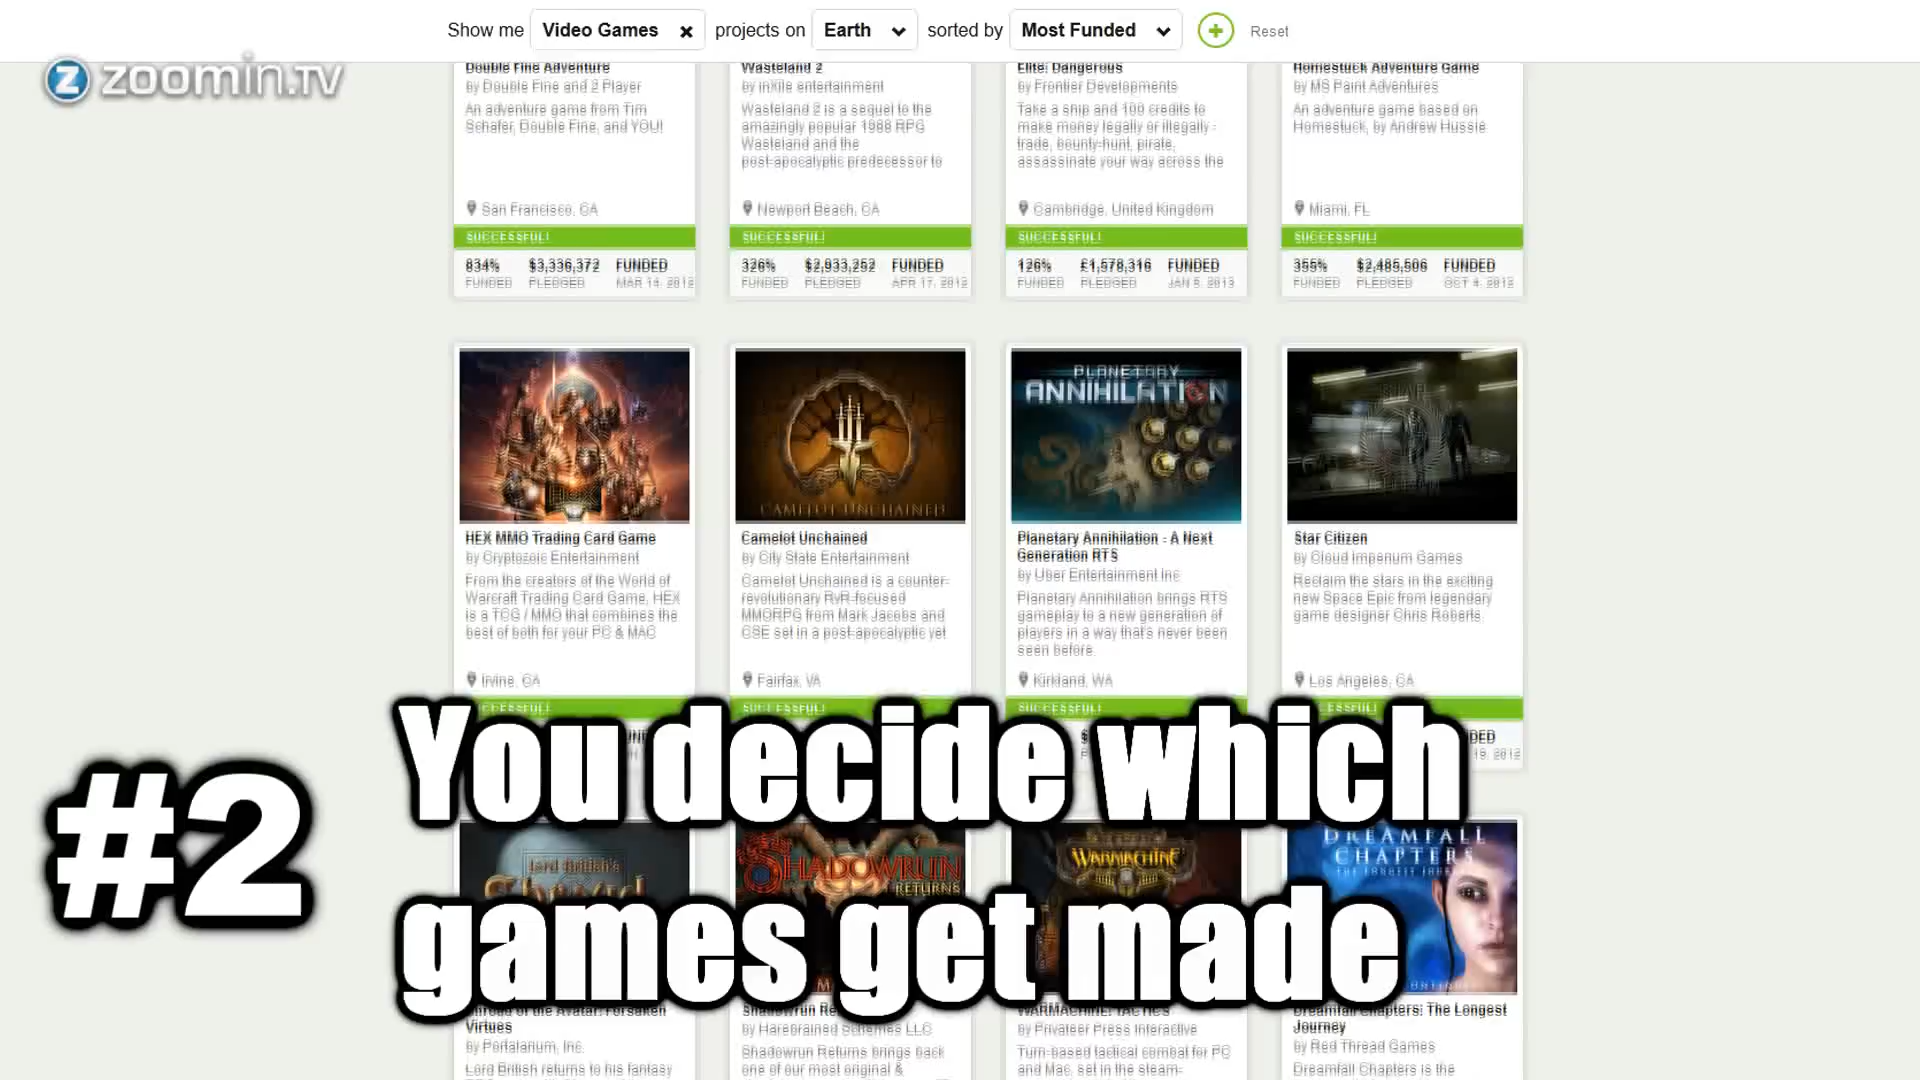 Show me Video Games × projects on Earth sorted by Most Funded + Reset
zoomin.TV
Double Fine Adventure
by Double Fine and 2 Player
An adventure game from Tim
Schafer, Double Fine, and YOU!
San Francisco, CA
SUCCESSFUL!
834% $3,336,372 FUNDED
FUNDED PLEDGED MAR 14, 2012
Wasteland 2
by inXile entertainment
Wasteland 2 is a sequel to the
amazingly popular 1988 RPG
Wasteland and the
post-apocalyptic predecessor to
Newport Beach, CA
SUCCESSFUL!
326% $2,933,252 FUNDED
FUNDED PLEDGED APR 17, 2012
Elite: Dangerous
by Frontier Developments
Take a ship and 100 credits to
make money legally or illegally -
trade, bounty-hunt, pirate,
assassinate your way across the
Cambridge, United Kingdom
SUCCESSFUL!
126% £1,578,316 FUNDED
FUNDED PLEDGED JAN 5, 2013
Homestuck Adventure Game
by MS Paint Adventures
An adventure game based on
Homestuck, by Andrew Hussie
Miami, FL
SUCCESSFUL!
355% $2,485,506 FUNDED
FUNDED PLEDGED OCT 4, 2012
HEX MMO Trading Card Game
by Cryptozoic Entertainment
From the creators of the World of
Warcraft Trading Card Game, HEX
is a TCG / MMO that combines the
best of both for your PC & MAC
Irvine, CA
CAMELOT UNCHAINED
Camelot Unchained
by City State Entertainment
Camelot Unchained is a counter-
revolutionary RvR-focused
MMORPG from Mark Jacobs and
CSE set in a post-apocalyptic yet
Fairfax, VA
SUCCESSFUL!
PLANETARY
ANNIHILATION
Planetary Annihilation - A Next
Generation RTS
by Uber Entertainment Inc
Planetary Annihilation brings RTS
gameplay to a new generation of
players in a way that's never been
seen before.
Kirkland, WA
SUCCESSFUL!
Star Citizen
by Cloud Imperium Games
Reclaim the stars in the exciting
new Space Epic from legendary
game designer Chris Roberts.
Los Angeles, CA
#2
You decide which
games get made
Lord British's
Shroud of the Avatar: Forsaken
Virtues
by Portalarium, Inc.
Lord British returns to his fantasy
SHADOWRUN
RETURNS
Shadowrun
by Harebrained Schemes LLC
Shadowrun Returns brings back
one of our most original &
WARMACHINE
WARMACHINE: TACTICS
by Privateer Press Interactive
Turn-based tactical combat for PC
and Mac, set in the steam-
DREAMFALL
CHAPTERS
Dreamfall Chapters: The Longest
Journey
by Red Thread Games
Dreamfall Chapters is the